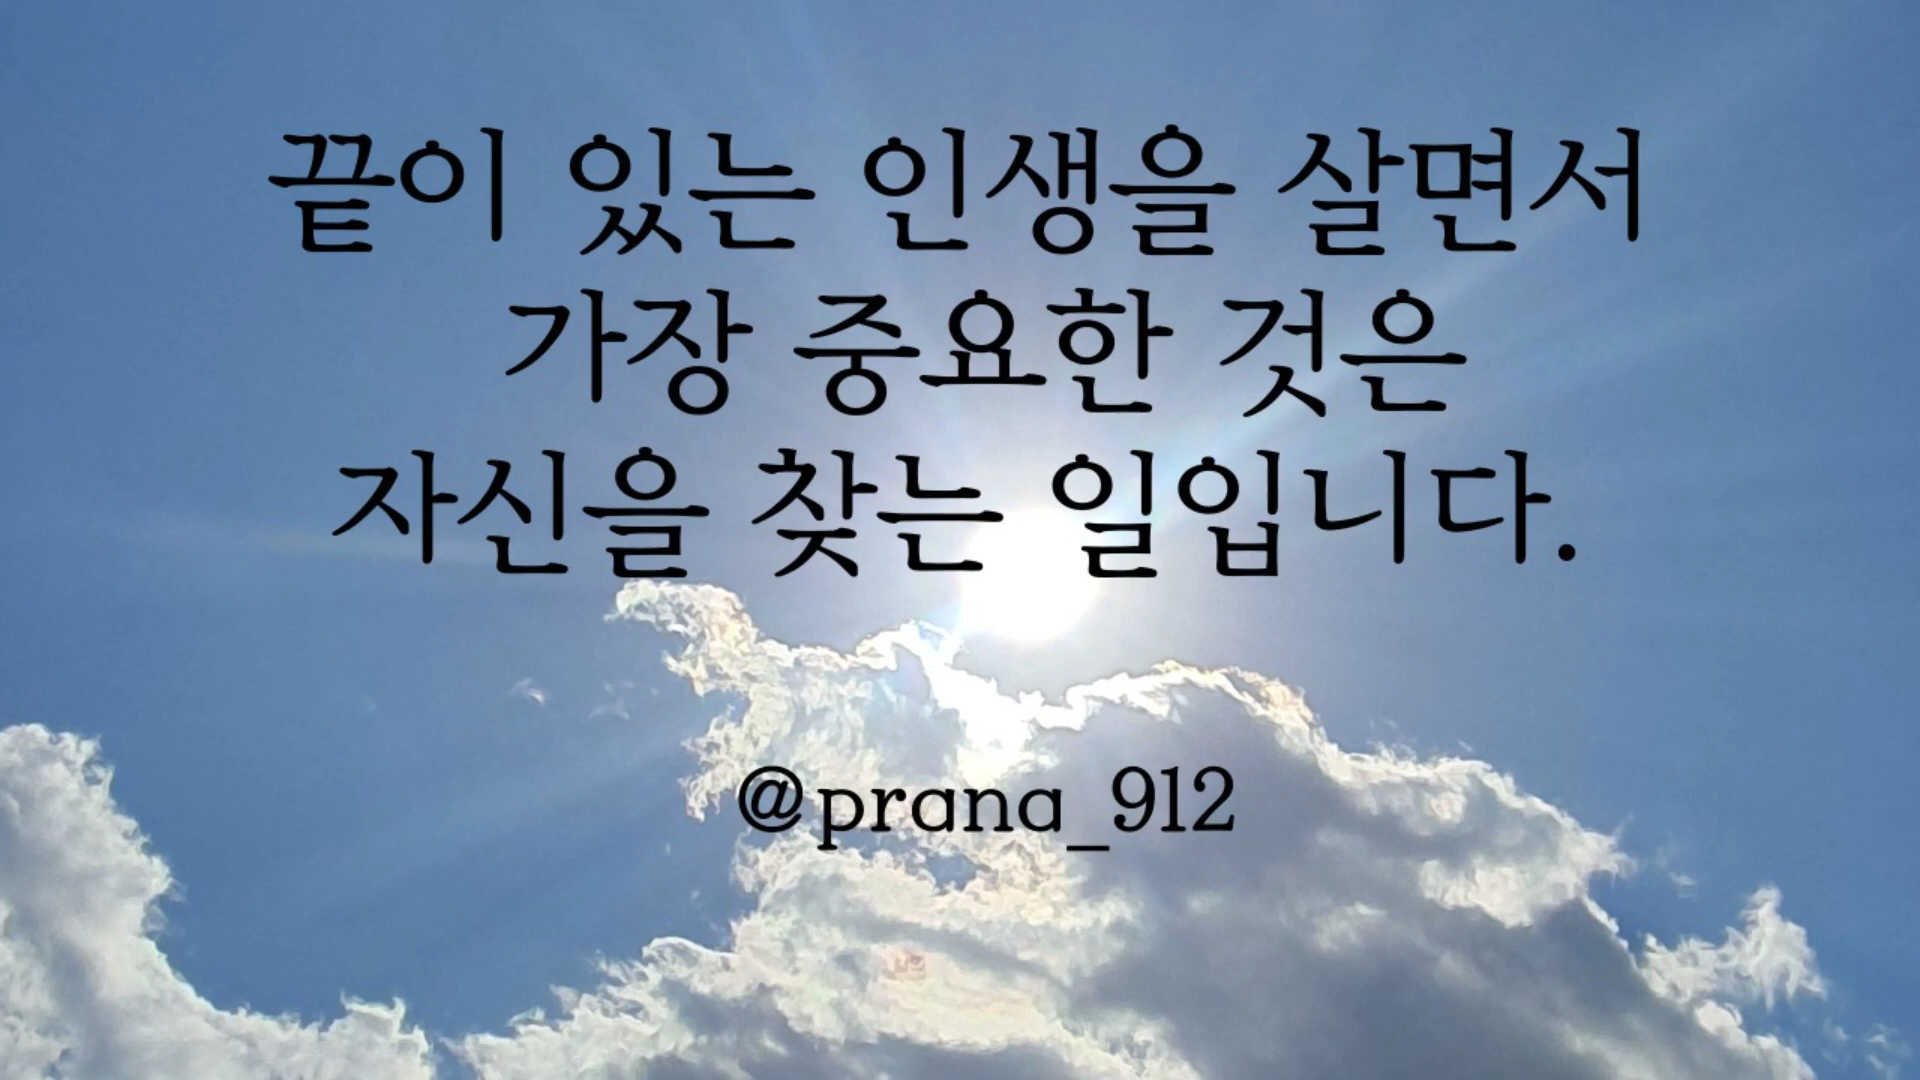 끝이 있는 인생을 살면서
가장 중요한 것은
자신을 찾는 일입니다.
@prana_912